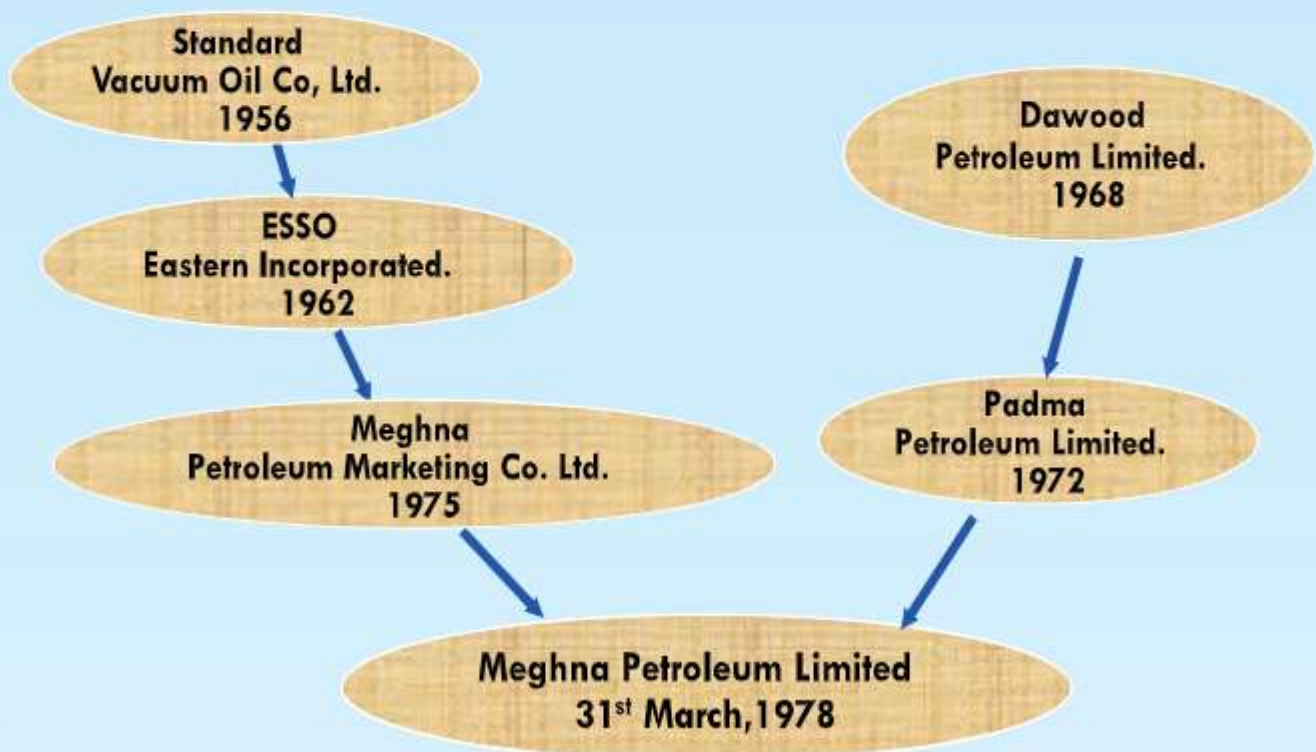 Standard
Vacuum Oil Co, Ltd.
1956
ESSO
Eastern Incorporated.
1962
Meghna
Petroleum Marketing Co. Ltd.
1975
Dawood
Petroleum Limited.
1968
Padma
Petroleum Limited.
1972
Meghna Petroleum Limited
31st March,1978